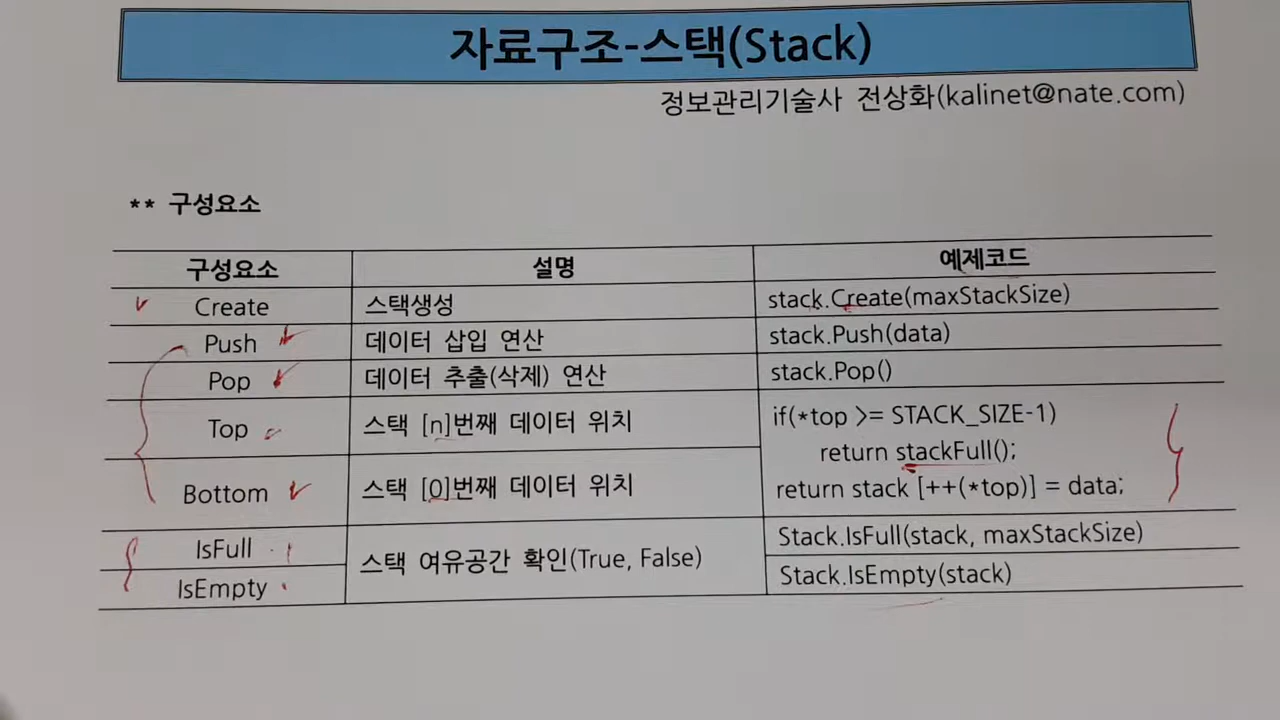 자료구조-스택(Stack)
정보관리기술사 전상화(kalinet@nate.com)
** 구성요소
구성요소 설명 예제코드
Create 스택생성 stack.Create(maxStackSize)
Push 데이터 삽입 연산 stack.Push(data)
Pop 데이터 추출(삭제) 연산 stack.Pop()
Top 스택 [n]번째 데이터 위치 if(*top >= STACK_SIZE-1)
return stackFull();
Bottom 스택 [0]번째 데이터 위치 return stack [++(*top)] = data;
IsFull 스택 여유공간 확인(True, False) Stack.IsFull(stack, maxStackSize)
IsEmpty Stack.IsEmpty(stack)